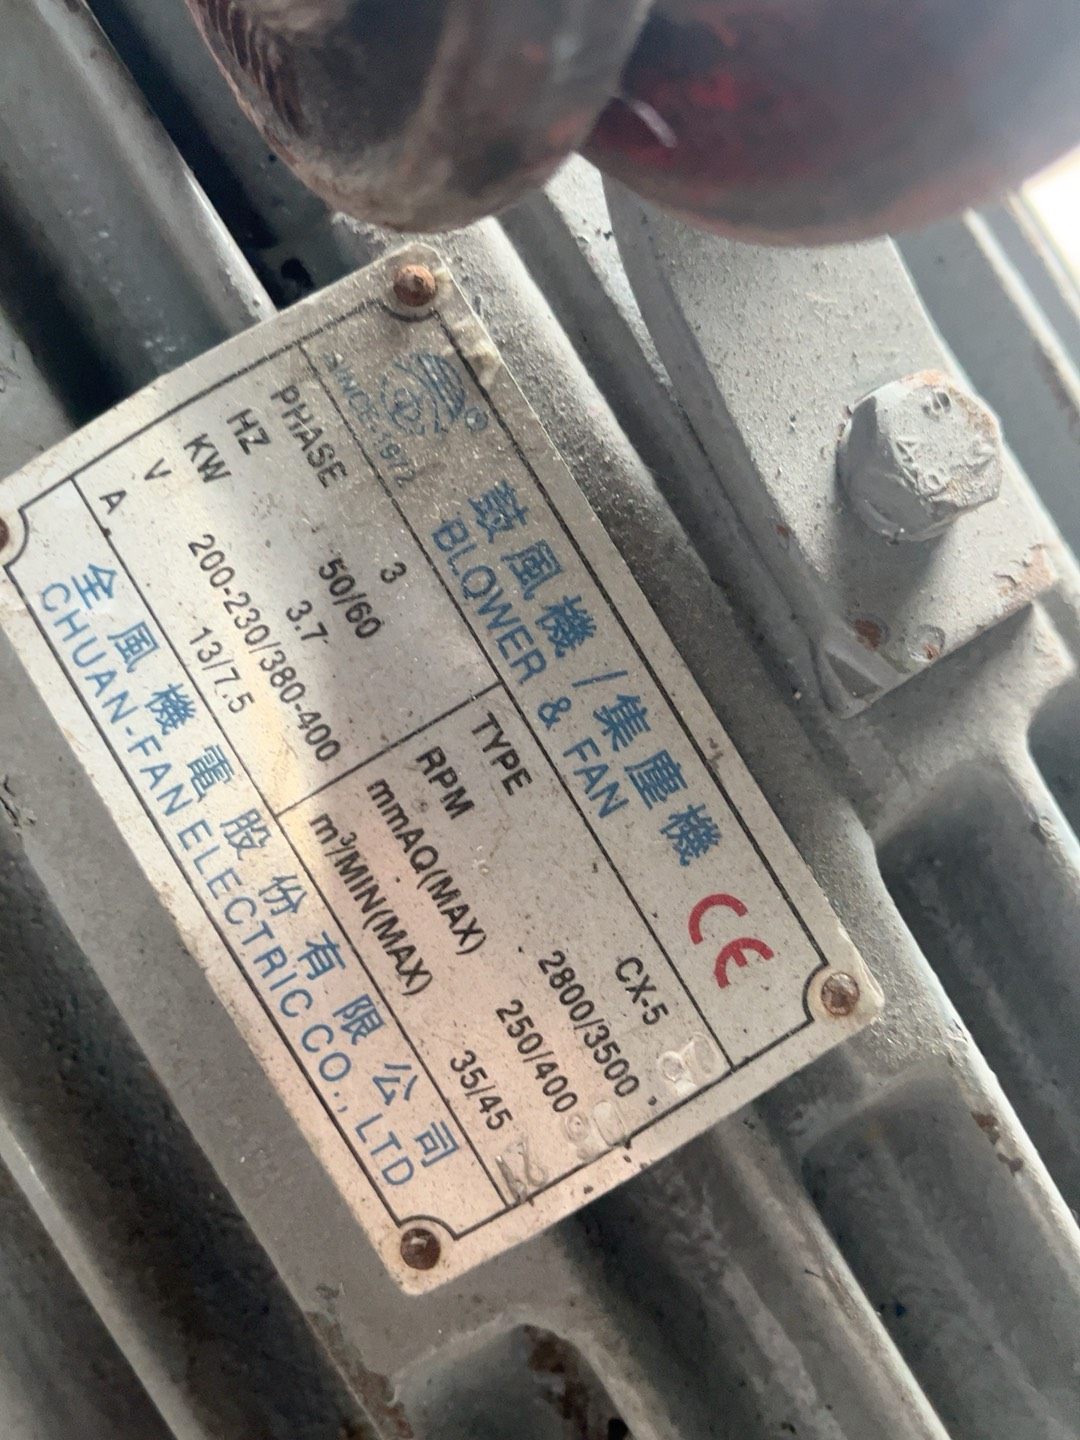 全
SINCE-1972
鼓風機/集塵機
BLOWER & FAN
CE
PHASE 3
HZ 50/60
KW 3.7
V 200-230/380-400
A 13/7.5
TYPE CX-5
RPM 2800/3500
mmAQ(MAX) 250/400
m³/MIN(MAX) 35/45
全風機電股份有限公司
CHUAN-FAN ELECTRIC CO., LTD